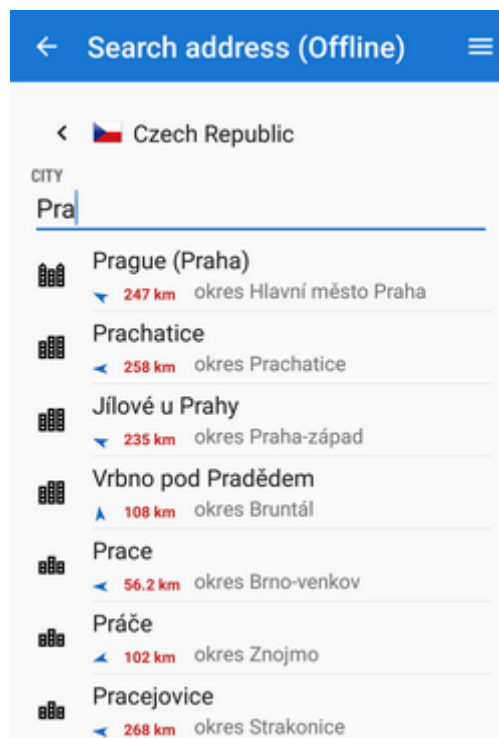 Search address (Offline)
Czech Republic
CITY
Pra
Prague (Praha)
247 km okres Hlavní město Praha
Prachatice
258 km okres Prachatice
Jílové u Prahy
235 km okres Praha-západ
Vrbno pod Pradědem
108 km okres Bruntál
Prace
56.2 km okres Brno-venkov
Práče
102 km okres Znojmo
Pracejovice
268 km okres Strakonice